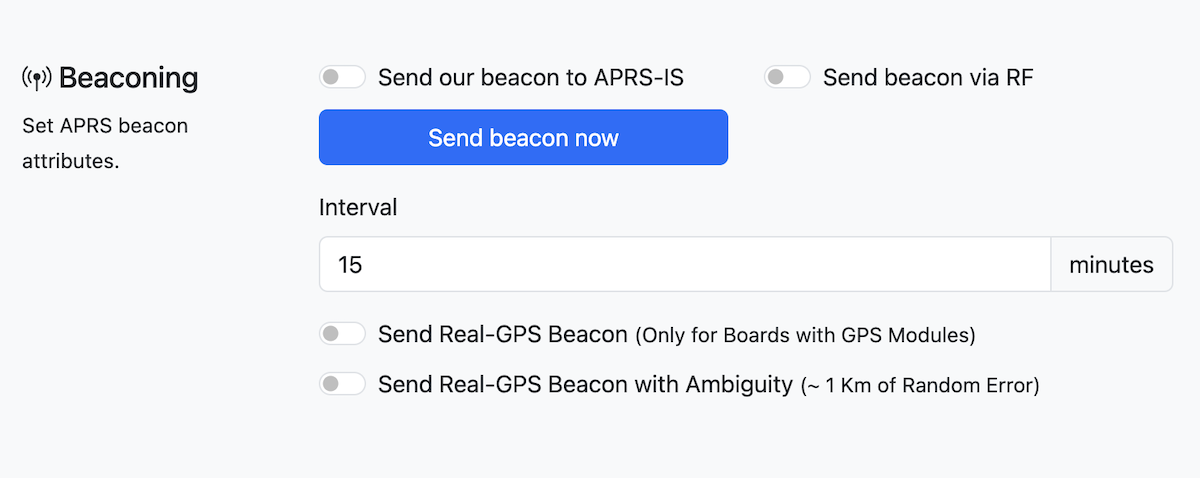 Beaconing
Set APRS beacon
attributes.
Send our beacon to APRS-IS
Send beacon via RF
Send beacon now
Interval
15
minutes
Send Real-GPS Beacon (Only for Boards with GPS Modules)
Send Real-GPS Beacon with Ambiguity (~ 1 Km of Random Error)